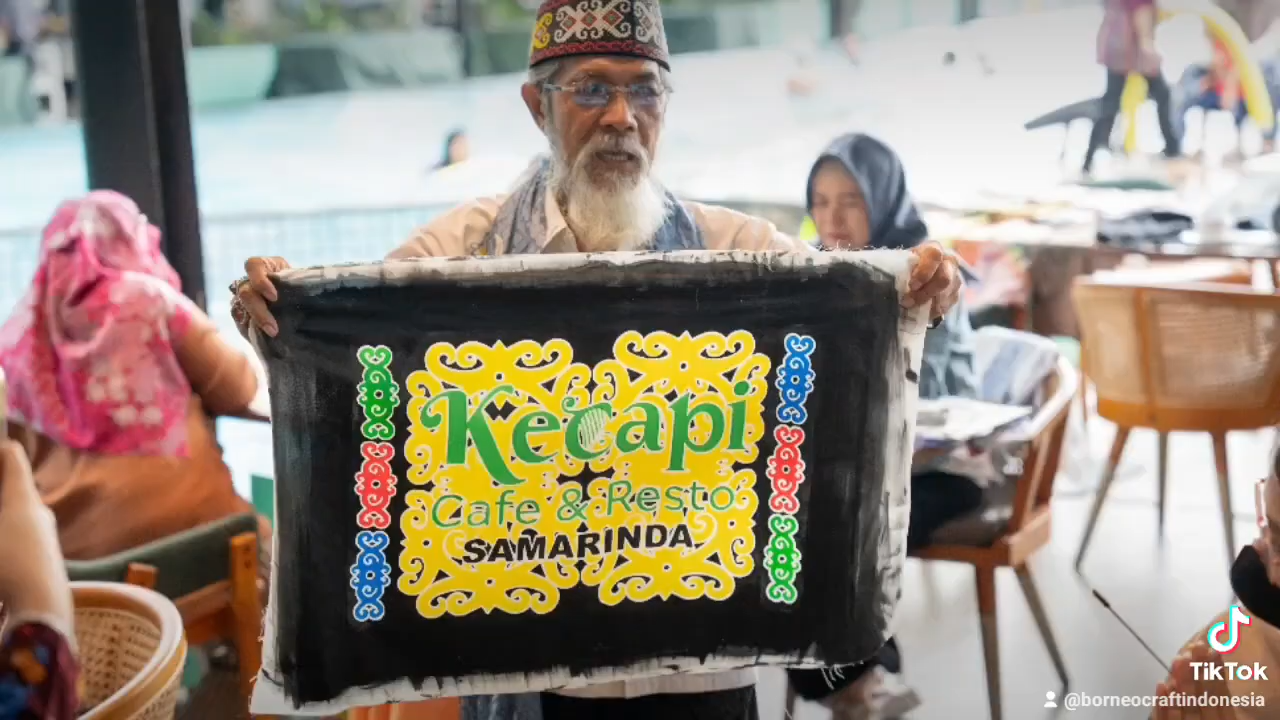 Kecapi
Cafe & Resto
SAMARINDA
TikTok
@borneocraftindonesia